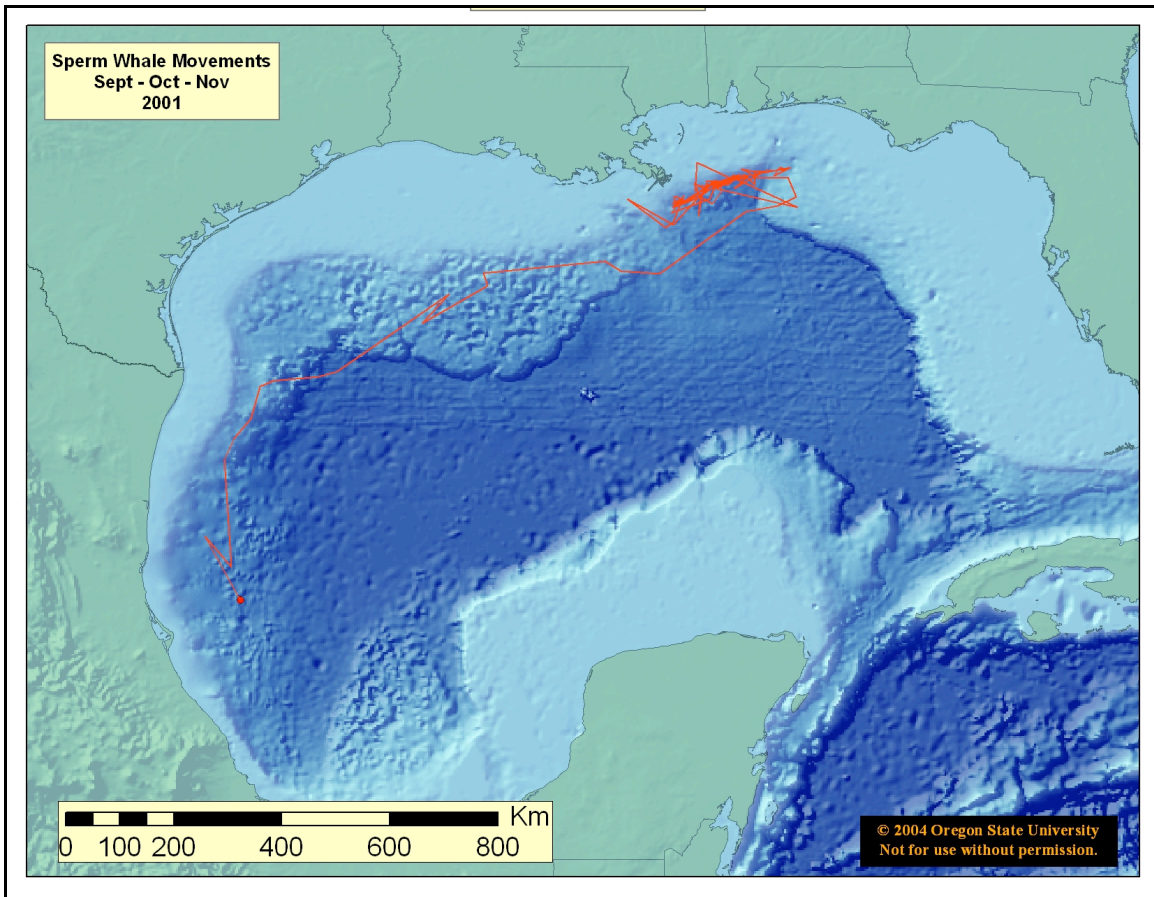 Sperm Whale Movements
Sept - Oct - Nov
2001
Km
0 100 200 400 600 800
© 2004 Oregon State University
Not for use without permission.